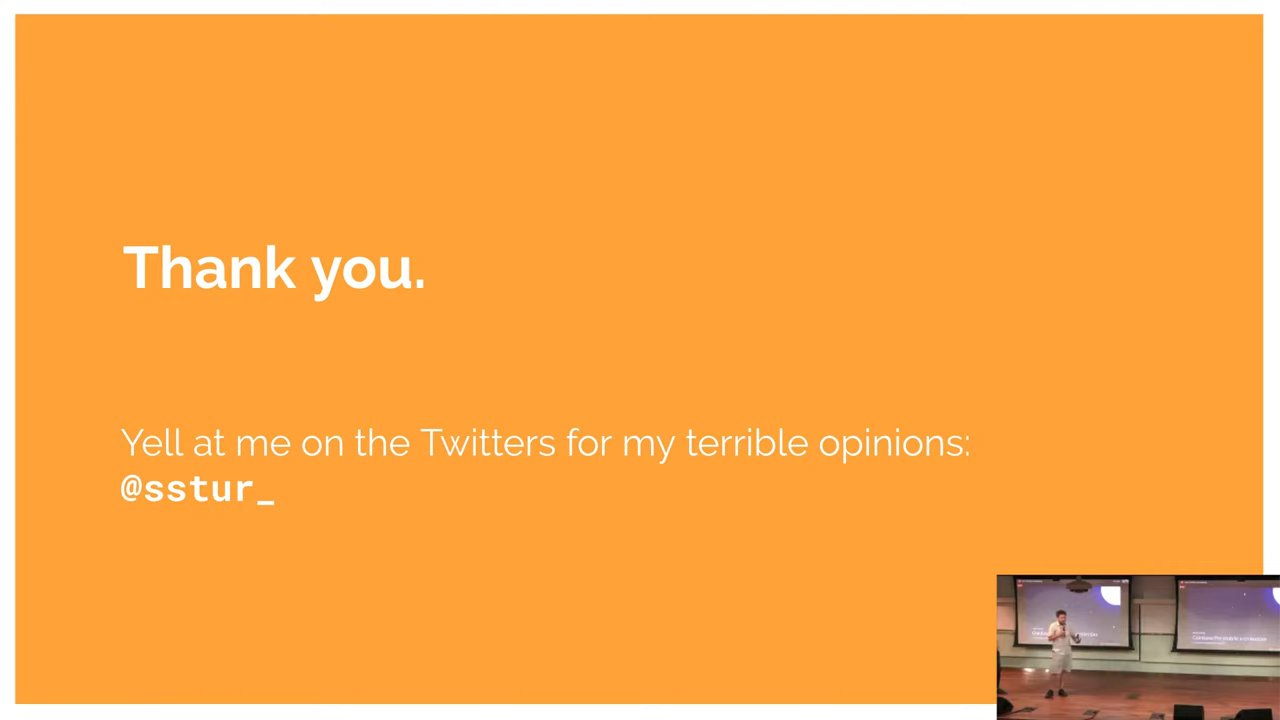 Thank you.
Yell at me on the Twitters for my terrible opinions:
@sstur_